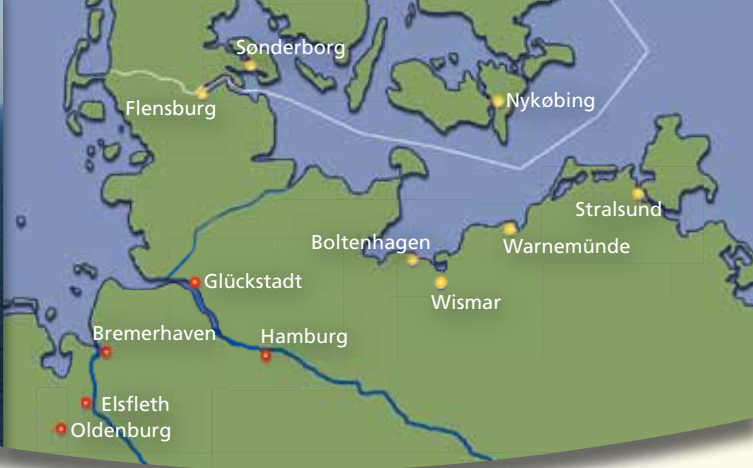 Sønderborg
Flensburg
Nykøbing
Stralsund
Boltenhagen
Warnemünde
Glückstadt
Wismar
Bremerhaven
Hamburg
Elsfleth
Oldenburg